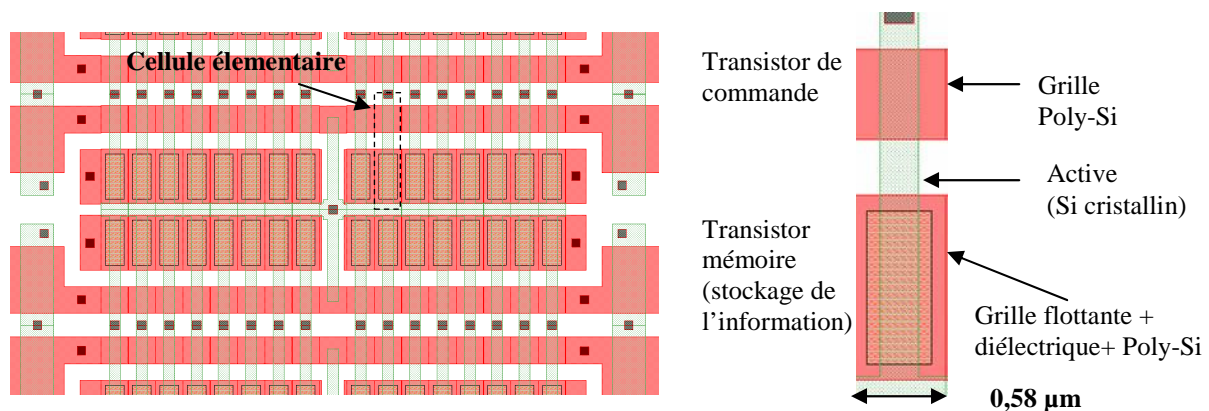 Cellule élementaire
Transistor de
commande
Grille
Poly-Si
Active
(Si cristallin)
Transistor
mémoire
(stockage de
l'information)
Grille flottante +
diélectrique+ Poly-Si
0,58 µm